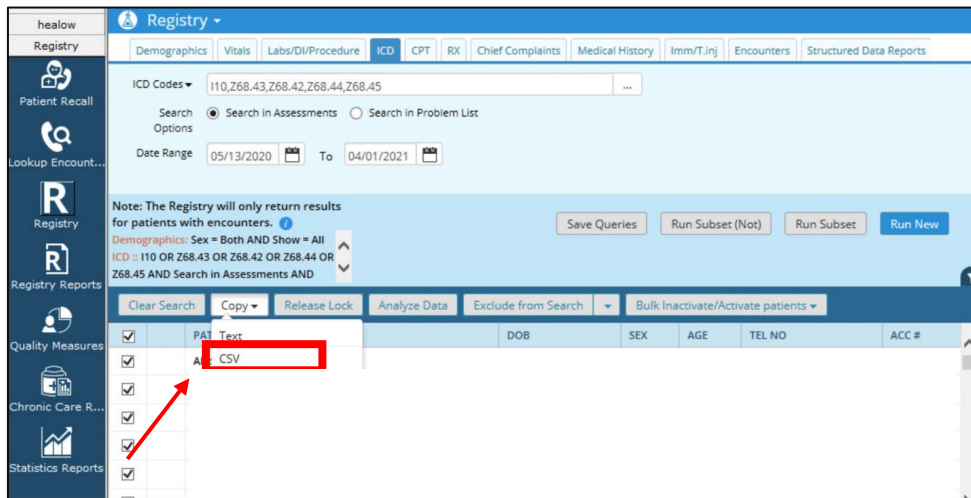 healow
Registry
Patient Recall
Lookup Encount...
R
Registry
R
Registry Reports
Quality Measures
Chronic Care R...
Statistics Reports
Registry
Demographics Vitals Labs/DI/Procedure ICD CPT RX Chief Complaints Medical History Imm/T.inj Encounters Structured Data Reports
ICD Codes I10,Z68.43,Z68.42,Z68.44,Z68.45 ...
Search Options Search in Assessments Search in Problem List
Date Range 05/13/2020 To 04/01/2021
Note: The Registry will only return results
for patients with encounters.
Demographics: Sex = Both AND Show = All
ICD :: I10 OR Z68.43 OR Z68.42 OR Z68.44 OR
Z68.45 AND Search in Assessments AND
Save Queries Run Subset (Not) Run Subset Run New
Clear Search Copy Release Lock Analyze Data Exclude from Search Bulk Inactivate/Activate patients
Text
CSV
DOB SEX AGE TEL NO ACC #